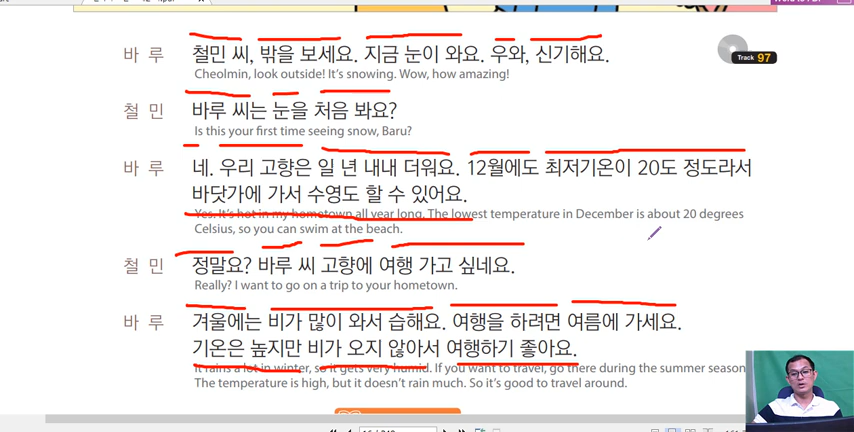 바 루 철민 씨, 밖을 보세요. 지금 눈이 와요. 우와, 신기해요.
Cheolmin, look outside! It's snowing. Wow, how amazing!
Track 97
철 민 바루 씨는 눈을 처음 봐요?
Is this your first time seeing snow, Baru?
바 루 네. 우리 고향은 일 년 내내 더워요. 12월에도 최저기온이 20도 정도라서
바닷가에 가서 수영도 할 수 있어요.
Yes. It's hot in my hometown all year long. The lowest temperature in December is about 20 degrees
Celsius, so you can swim at the beach.
철 민 정말요? 바루 씨 고향에 여행 가고 싶네요.
Really? I want to go on a trip to your hometown.
바 루 겨울에는 비가 많이 와서 습해요. 여행을 하려면 여름에 가세요.
기온은 높지만 비가 오지 않아서 여행하기 좋아요.
It rains a lot in winter, so it gets very humid. If you want to travel, go there during the summer season
The temperature is high, but it doesn't rain much. So it's good to travel around.